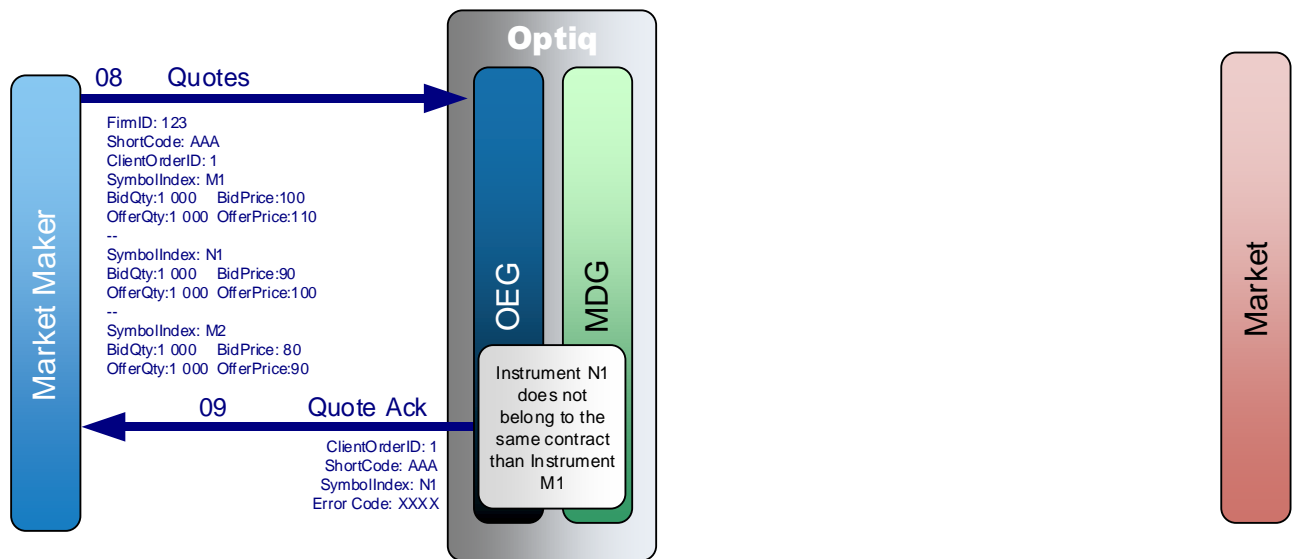 Optiq
08 Quotes
FirmID: 123
ShortCode: AAA
ClientOrderID: 1
SymbolIndex: M1
BidQty:1 000 BidPrice:100
OfferQty:1 000 OfferPrice:110
--
SymbolIndex: N1
BidQty:1 000 BidPrice:90
OfferQty:1 000 OfferPrice:100
--
SymbolIndex: M2
BidQty:1 000 BidPrice: 80
OfferQty:1 000 OfferPrice:90
Market Maker
OEG
MDG
Market
Instrument N1
does not
belong to the
same contract
than Instrument
M1
09 Quote Ack
ClientOrderID: 1
ShortCode: AAA
SymbolIndex: N1
Error Code: XXXX